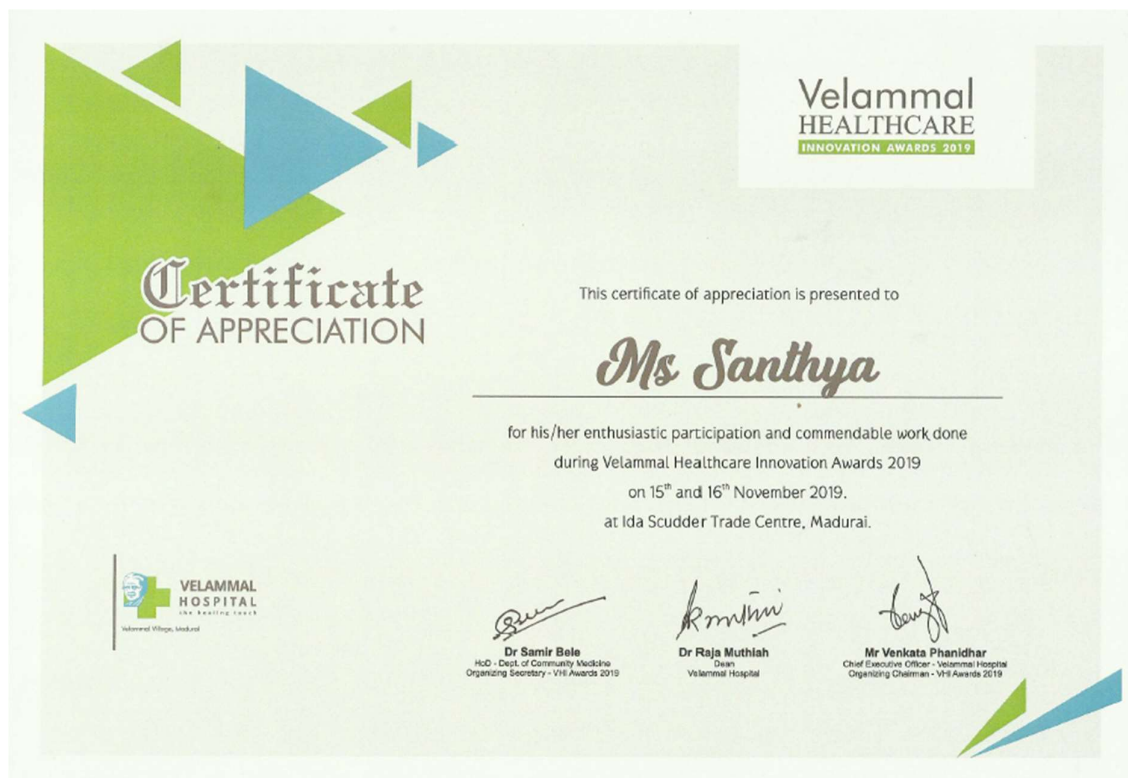 Velammal
HEALTHCARE
INNOVATION AWARDS 2019
Certificate
OF APPRECIATION
This certificate of appreciation is presented to
Ms Santhya
for his/her enthusiastic participation and commendable work done
during Velammal Healthcare Innovation Awards 2019
on 15th and 16th November 2019.
at Ida Scudder Trade Centre, Madurai.
VELAMMAL
HOSPITAL
the healing touch
Velammal Village, Madurai
Dr Samir Bele
HoD - Dept. of Community Medicine
Organizing Secretary - VHI Awards 2019
Dr Raja Muthiah
Dean
Velammal Hospital
Mr Venkata Phanidhar
Chief Executive Officer - Velammal Hospital
Organizing Chairman - VHI Awards 2019